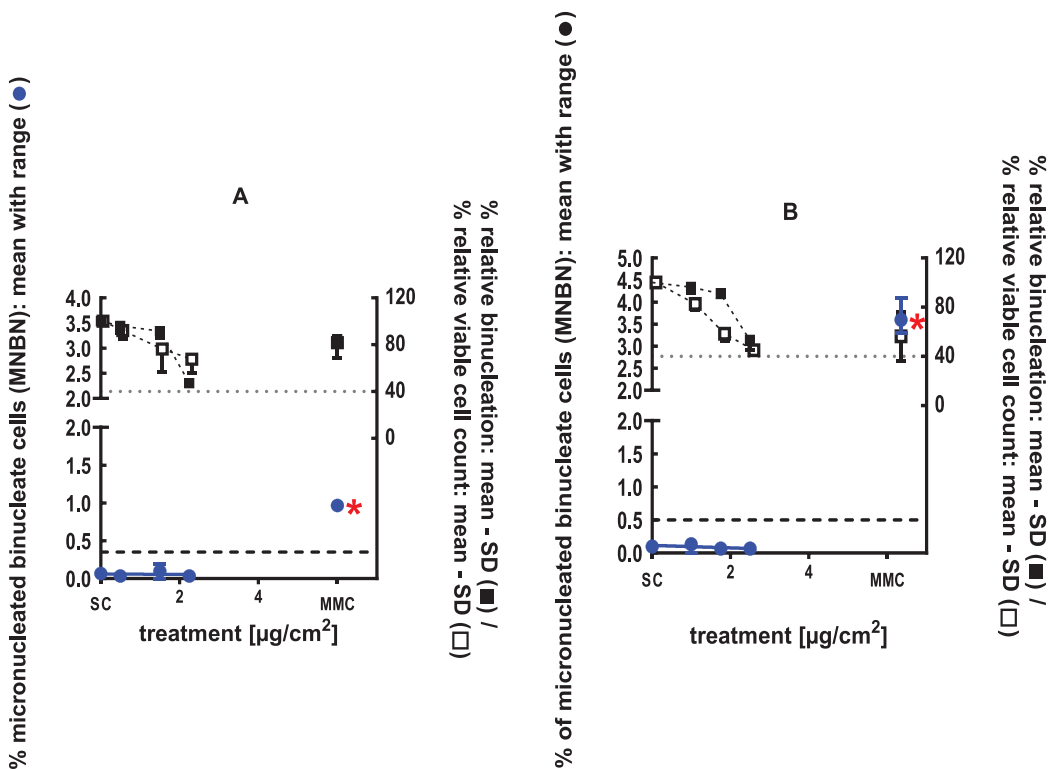 % micronucleated binucleate cells (MNBN): mean with range (●)
A
4.0
3.5
3.0
2.5
2.0
2.0
1.5
1.0
0.5
0.0
120
80
40
0
*
SC
2
4
MMC
treatment [µg/cm²]
% relative binucleation: mean - SD (■) /
% relative viable cell count: mean - SD (□)
% of micronucleated binucleate cells (MNBN): mean with range (●)
B
5.0
4.5
4.0
3.5
3.0
2.5
2.0
2.0
1.5
1.0
0.5
0.0
120
80
40
0
*
SC
2
4
MMC
treatment [µg/cm²]
% relative binucleation: mean - SD (■) /
% relative viable cell count: mean - SD (□)